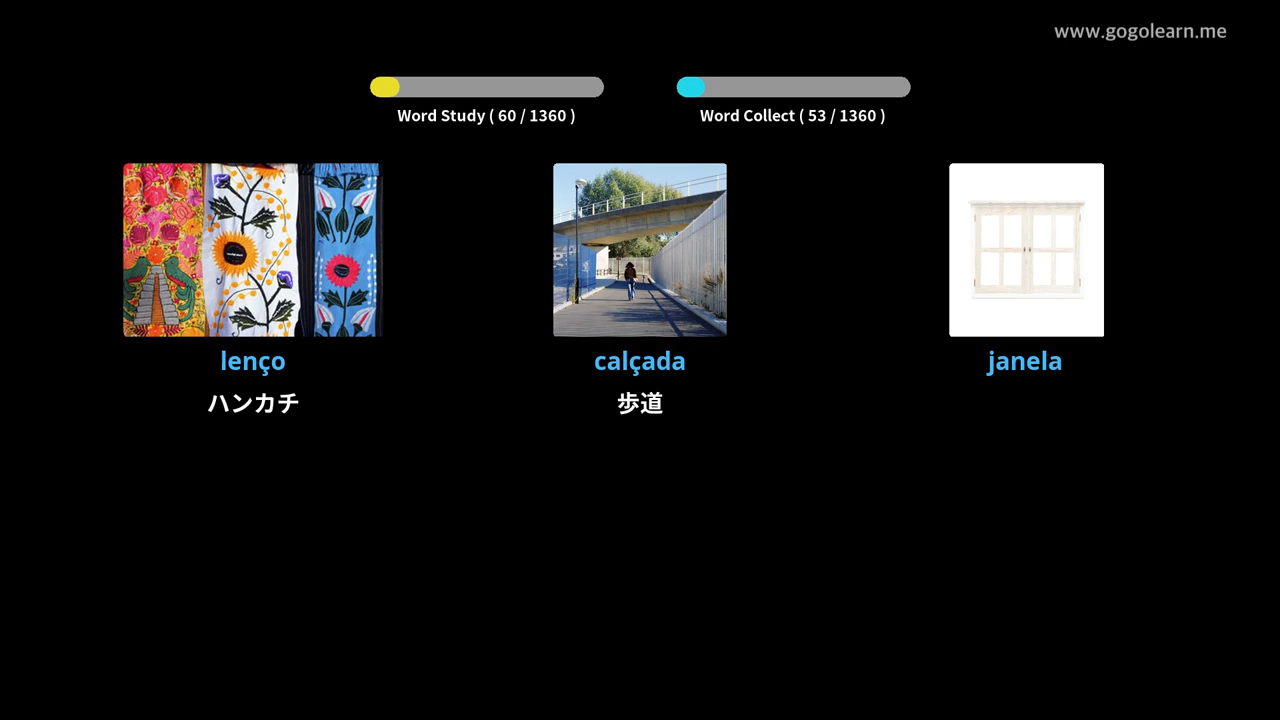 www.gogolearn.me
Word Study ( 60 / 1360 )
Word Collect ( 53 / 1360 )
lenço
calçada
janela
ハンカチ
歩道